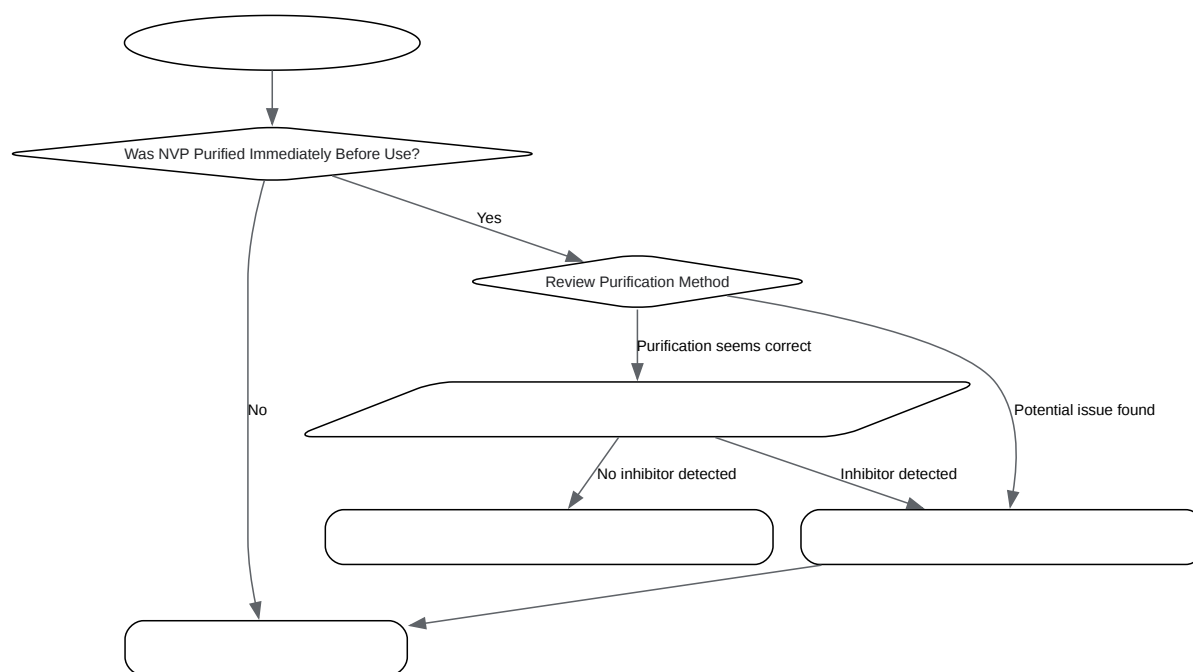 Was NVP Purified Immediately Before Use?
Yes
Review Purification Method
Purification seems correct
No
Potential issue found
No inhibitor detected
Inhibitor detected